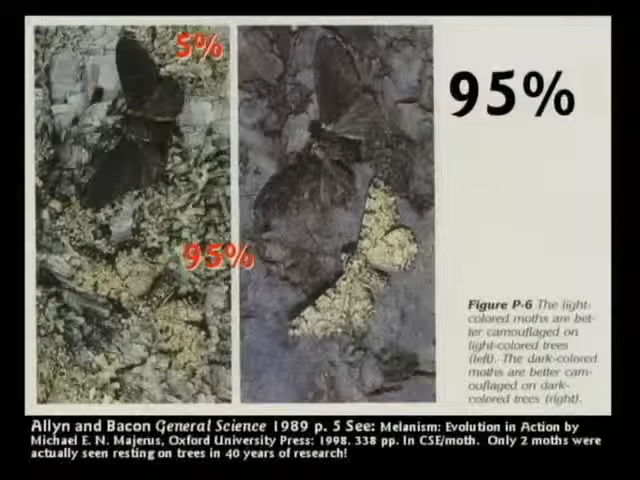 5%
95%
95%
Figure P-6 The light-
colored moths are bet-
ter camouflaged on
light-colored trees
(left). The dark-colored
moths are better cam-
ouflaged on dark-
colored trees (right).
Allyn and Bacon General Science 1989 p. 5 See: Melanism: Evolution in Action by
Michael E. N. Majerus, Oxford University Press: 1998. 338 pp. In CSE/moth. Only 2 moths were
actually seen resting on trees in 40 years of research!